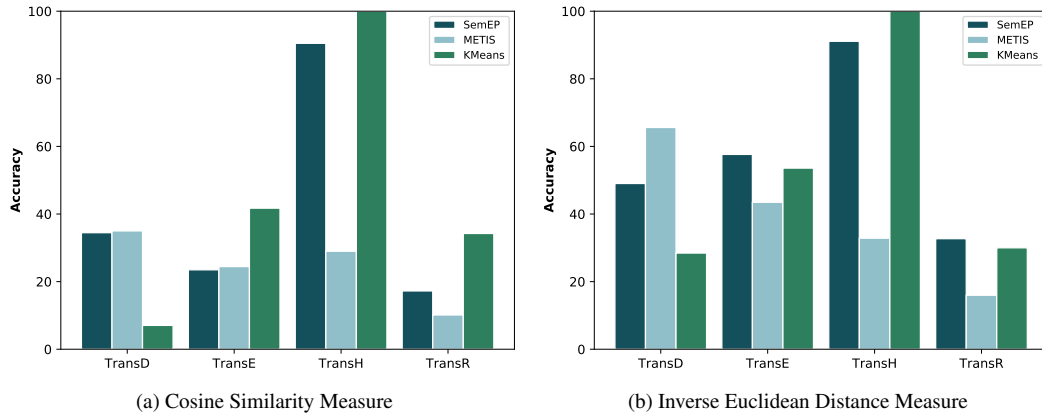 Accuracy
100
80
60
40
20
0
SemEP
METIS
KMeans
TransD
TransE
TransH
TransR
(a) Cosine Similarity Measure
Accuracy
100
80
60
40
20
0
SemEP
METIS
KMeans
TransD
TransE
TransH
TransR
(b) Inverse Euclidean Distance Measure